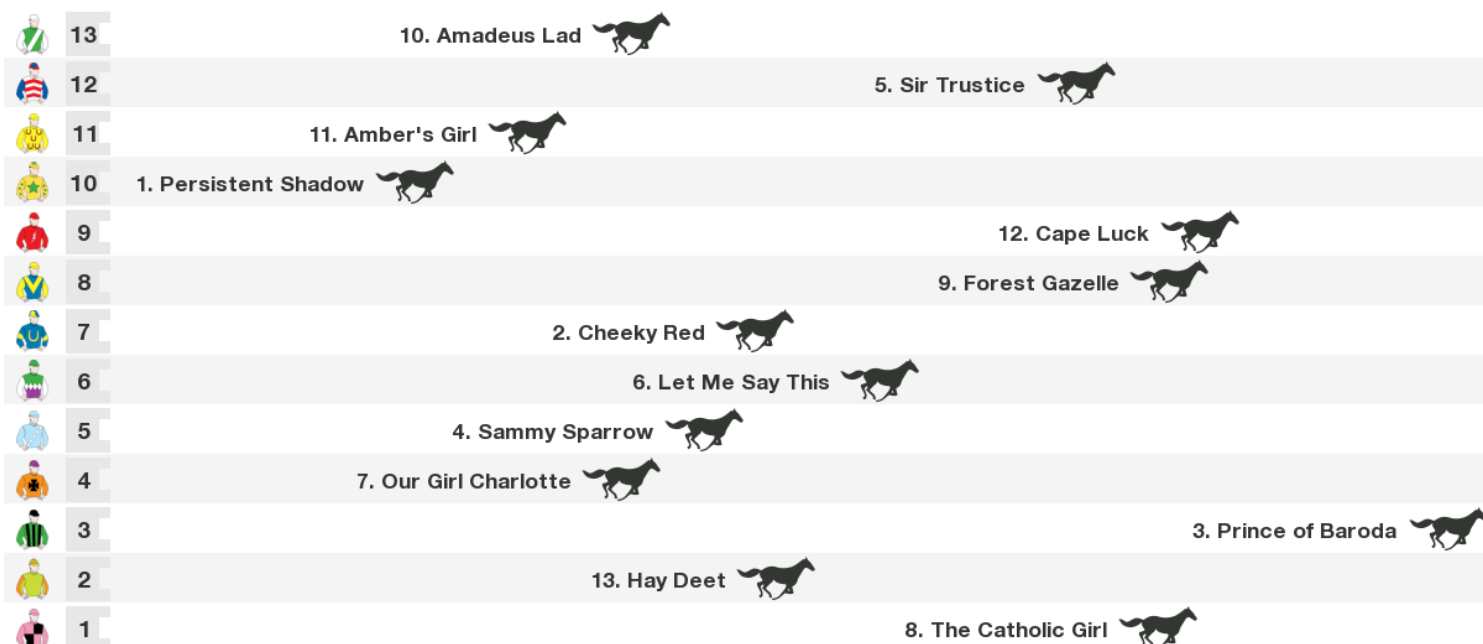 13 10. Amadeus Lad
12 5. Sir Trustice
11 11. Amber's Girl
10 1. Persistent Shadow
9 12. Cape Luck
8 9. Forest Gazelle
7 2. Cheeky Red
6 6. Let Me Say This
5 4. Sammy Sparrow
4 7. Our Girl Charlotte
3 3. Prince of Baroda
2 13. Hay Deet
1 8. The Catholic Girl